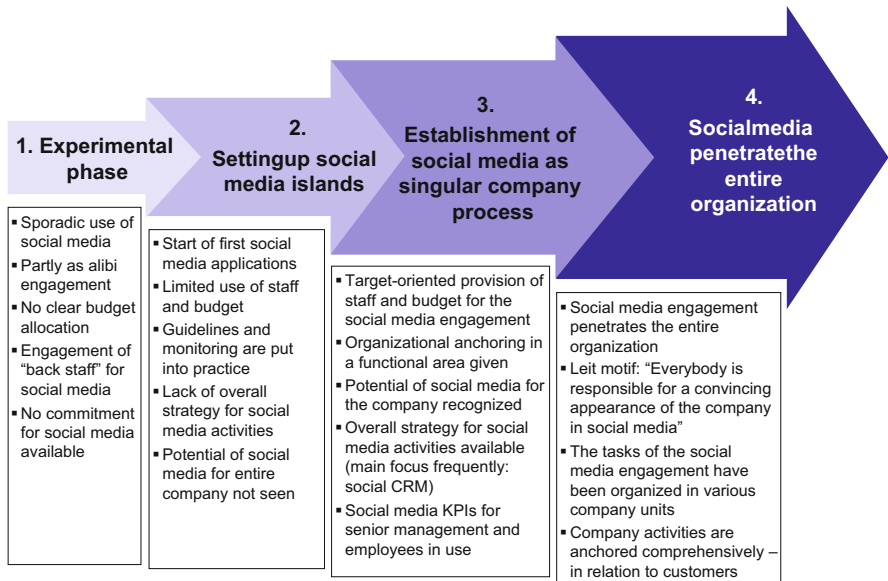 1. Experimental
phase
▪ Sporadic use of
social media
▪ Partly as alibi
engagement
▪ No clear budget
allocation
▪ Engagement of
“back staff” for
social media
▪ No commitment
for social media
available
2.
Settingup social
media islands
▪ Start of first social
media applications
▪ Limited use of staff
and budget
▪ Guidelines and
monitoring are put
into practice
▪ Lack of overall
strategy for social
media activities
▪ Potential of social
media for entire
company not seen
3.
Establishment of
social media as
singular company
process
▪ Target-oriented provision of
staff and budget for the
social media engagement
▪ Organizational anchoring in
a functional area given
▪ Potential of social media for
the company recognized
▪ Overall strategy for social
media activities available
(main focus frequently:
social CRM)
▪ Social media KPIs for
senior management and
employees in use
4.
Socialmedia
penetratethe
entire
organization
▪ Social media engagement
penetrates the entire
organization
▪ Leit motif: “Everybody is
responsible for a convincing
appearance of the company
in social media”
▪ The tasks of the social
media engagement have
been organized in various
company units
▪ Company activities are
anchored comprehensively –
in relation to customers